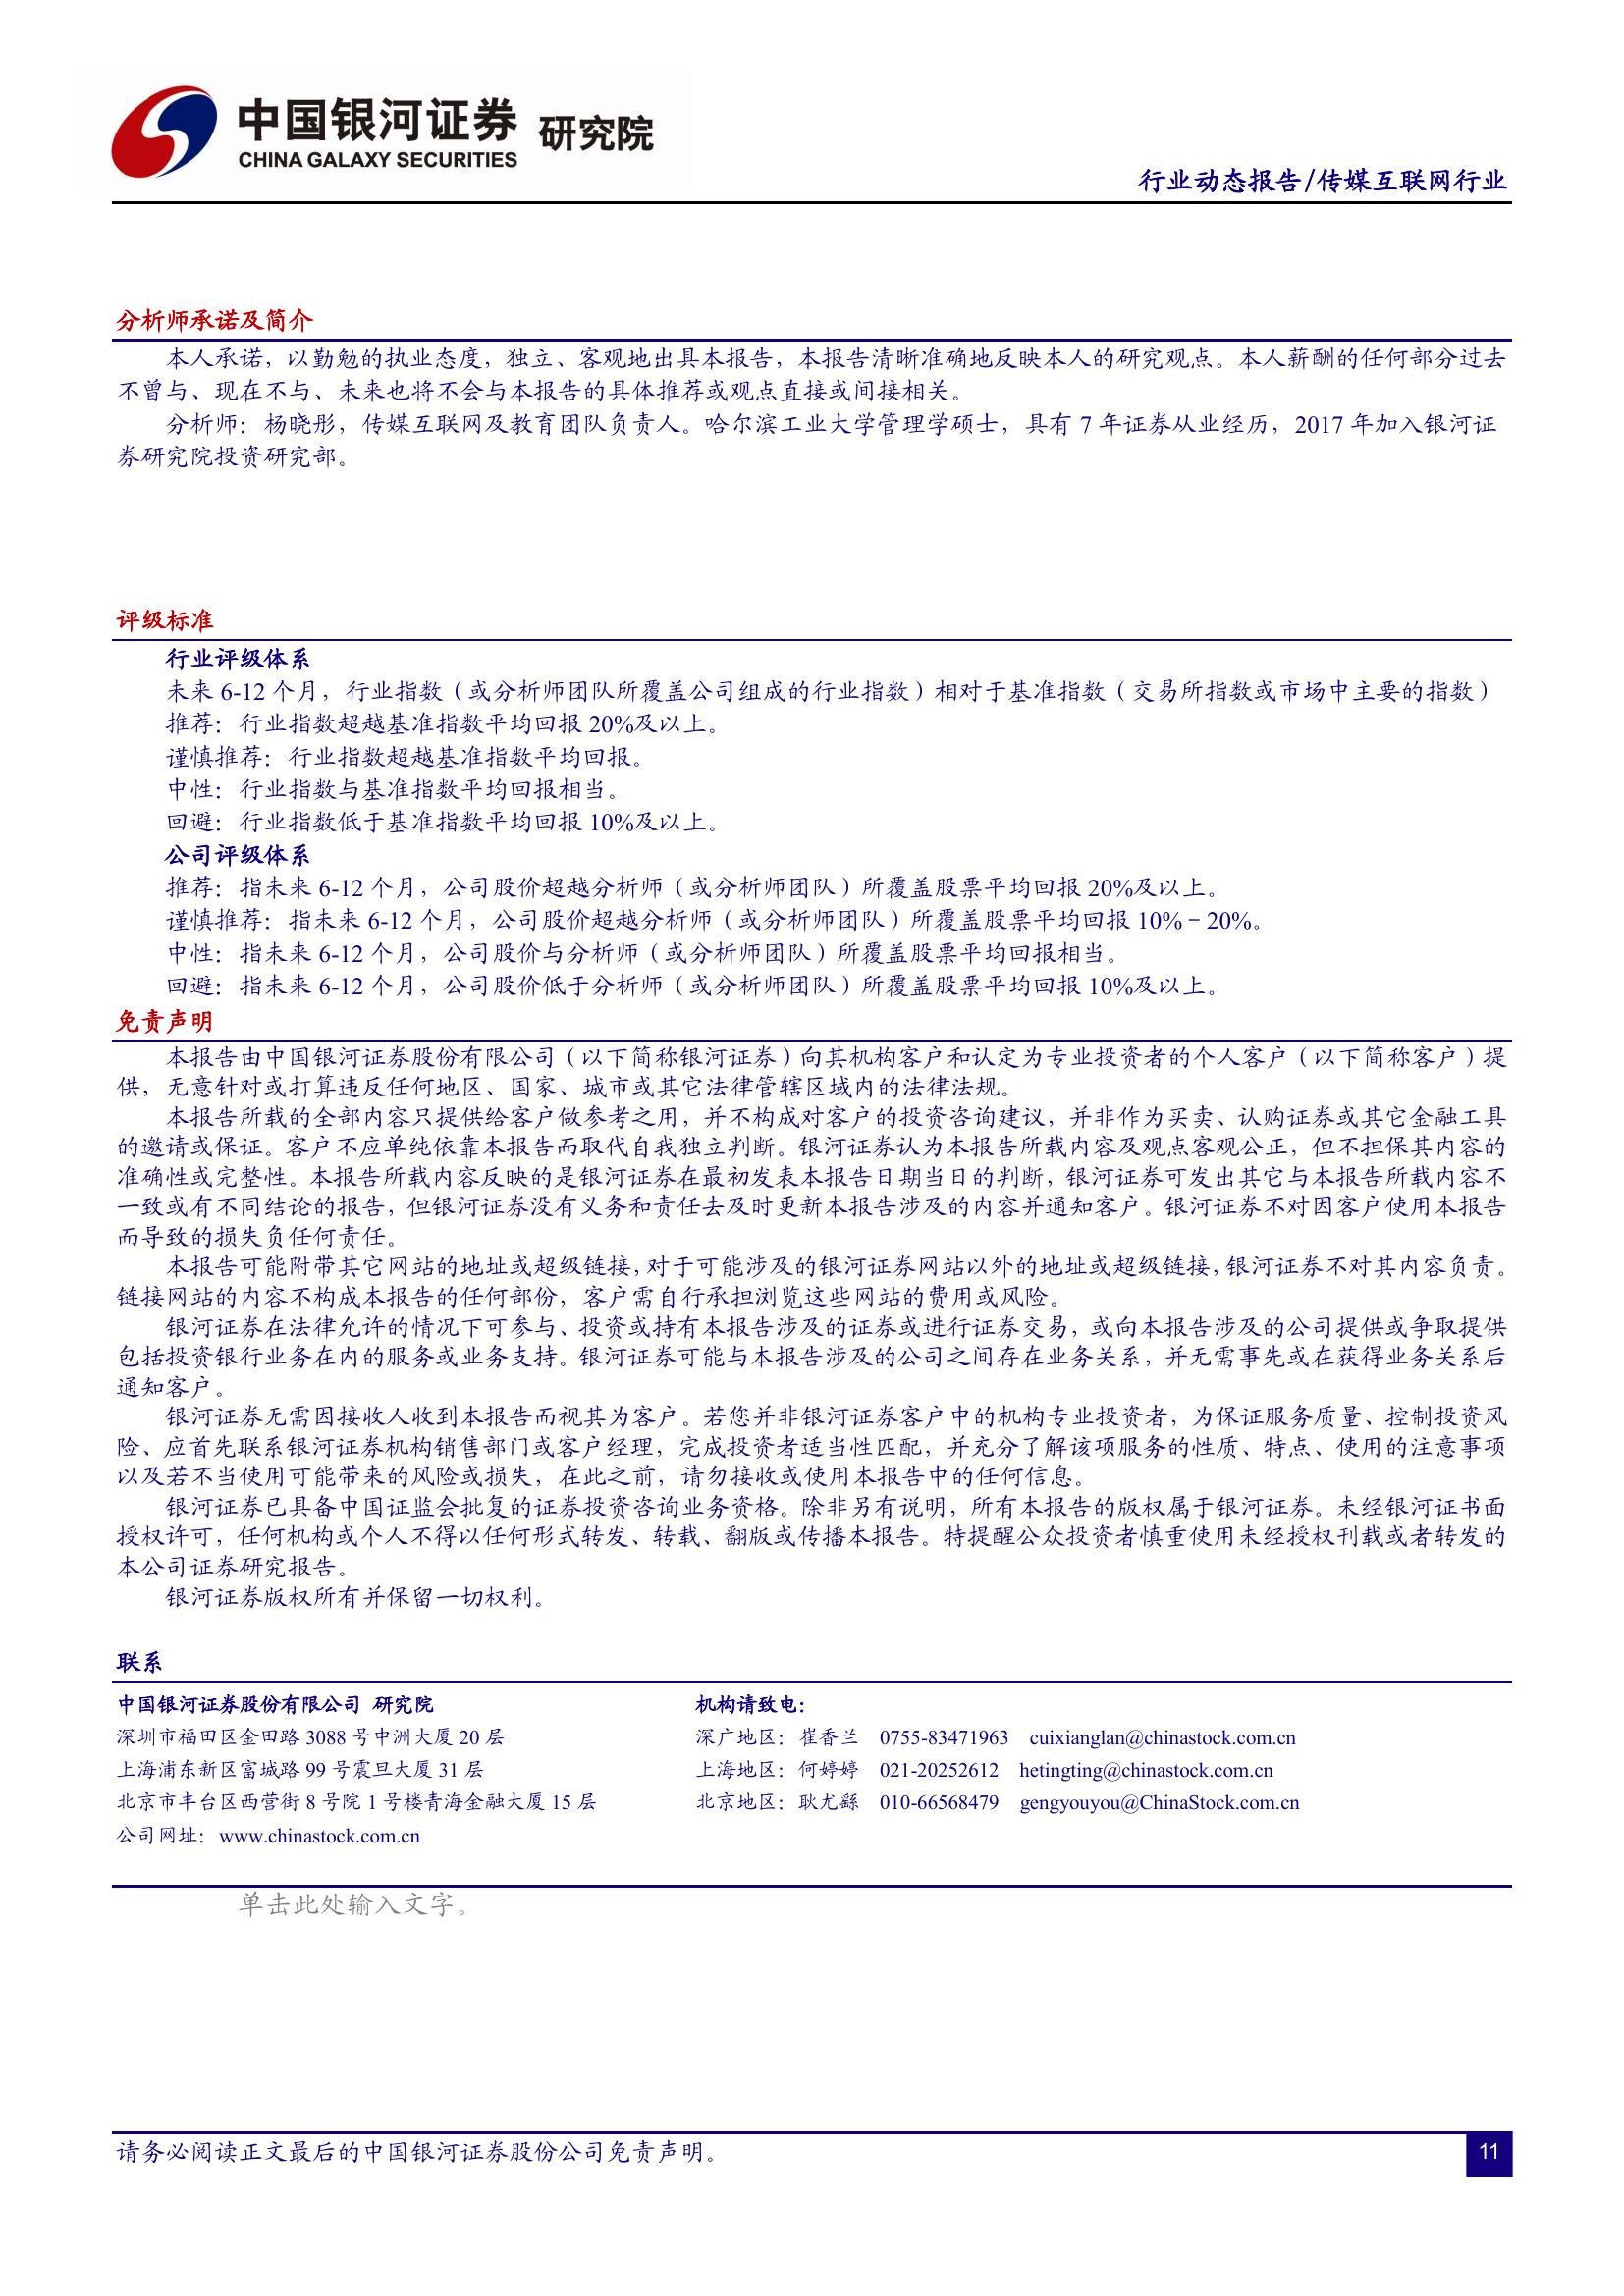 中国银河证券 研究院
CHINA GALAXY SECURITIES
行业动态报告/传媒互联网行业
分析师承诺及简介
本人承诺，以勤勉的执业态度，独立、客观地出具本报告，本报告清晰准确地反映本人的研究观点。本人薪酬的任何部分过去
不曾与、现在不与、未来也将不会与本报告的具体推荐或观点直接或间接相关。
分析师：杨晓彤，传媒互联网及教育团队负责人。哈尔滨工业大学管理学硕士，具有 7 年证券从业经历，2017 年加入银河证
券研究院投资研究部。
评级标准
行业评级体系
未来 6-12 个月，行业指数（或分析师团队所覆盖公司组成的行业指数）相对于基准指数（交易所指数或市场中主要的指数）
推荐：行业指数超越基准指数平均回报 20%及以上。
谨慎推荐：行业指数超越基准指数平均回报。
中性：行业指数与基准指数平均回报相当。
回避：行业指数低于基准指数平均回报 10%及以上。
公司评级体系
推荐：指未来 6-12 个月，公司股价超越分析师（或分析师团队）所覆盖股票平均回报 20%及以上。
谨慎推荐：指未来 6-12 个月，公司股价超越分析师（或分析师团队）所覆盖股票平均回报 10%－20%。
中性：指未来 6-12 个月，公司股价与分析师（或分析师团队）所覆盖股票平均回报相当。
回避：指未来 6-12 个月，公司股价低于分析师（或分析师团队）所覆盖股票平均回报 10%及以上。
免责声明
本报告由中国银河证券股份有限公司（以下简称银河证券）向其机构客户和认定为专业投资者的个人客户（以下简称客户）提
供，无意针对或打算违反任何地区、国家、城市或其它法律管辖区域内的法律法规。
本报告所载的全部内容只提供给客户做参考之用，并不构成对客户的投资咨询建议，并非作为买卖、认购证券或其它金融工具
的邀请或保证。客户不应单纯依靠本报告而取代自我独立判断。银河证券认为本报告所载内容及观点客观公正，但不担保其内容的
准确性或完整性。本报告所载内容反映的是银河证券在最初发表本报告日期当日的判断，银河证券可发出其它与本报告所载内容不
一致或有不同结论的报告，但银河证券没有义务和责任去及时更新本报告涉及的内容并通知客户。银河证券不对因客户使用本报告
而导致的损失负任何责任。
本报告可能附带其它网站的地址或超级链接，对于可能涉及的银河证券网站以外的地址或超级链接，银河证券不对其内容负责。
链接网站的内容不构成本报告的任何部份，客户需自行承担浏览这些网站的费用或风险。
银河证券在法律允许的情况下可参与、投资或持有本报告涉及的证券或进行证券交易，或向本报告涉及的公司提供或争取提供
包括投资银行业务在内的服务或业务支持。银河证券可能与本报告涉及的公司之间存在业务关系，并无需事先或在获得业务关系后
通知客户。
银河证券无需因接收人收到本报告而视其为客户。若您并非银河证券客户中的机构专业投资者，为保证服务质量、控制投资风
险、应首先联系银河证券机构销售部门或客户经理，完成投资者适当性匹配，并充分了解该项服务的性质、特点、使用的注意事项
以及若不当使用可能带来的风险或损失，在此之前，请勿接收或使用本报告中的任何信息。
银河证券已具备中国证监会批复的证券投资咨询业务资格。除非另有说明，所有本报告的版权属于银河证券。未经银河证书面
授权许可，任何机构或个人不得以任何形式转发、转载、翻版或传播本报告。特提醒公众投资者慎重使用未经授权刊载或者转发的
本公司证券研究报告。
银河证券版权所有并保留一切权利。
联系
中国银河证券股份有限公司 研究院 机构请致电：
深圳市福田区金田路 3088 号中洲大厦 20 层 深广地区：崔香兰 0755-83471963 cuixianglan@chinastock.com.cn
上海浦东新区富城路 99 号震旦大厦 31 层 上海地区：何婷婷 021-20252612 hetingting@chinastock.com.cn
北京市丰台区西营街 8 号院 1 号楼青海金融大厦 15 层 北京地区：耿尤繇 010-66568479 gengyouyou@ChinaStock.com.cn
公司网址：www.chinastock.com.cn
单击此处输入文字。
请务必阅读正文最后的中国银河证券股份公司免责声明。 11